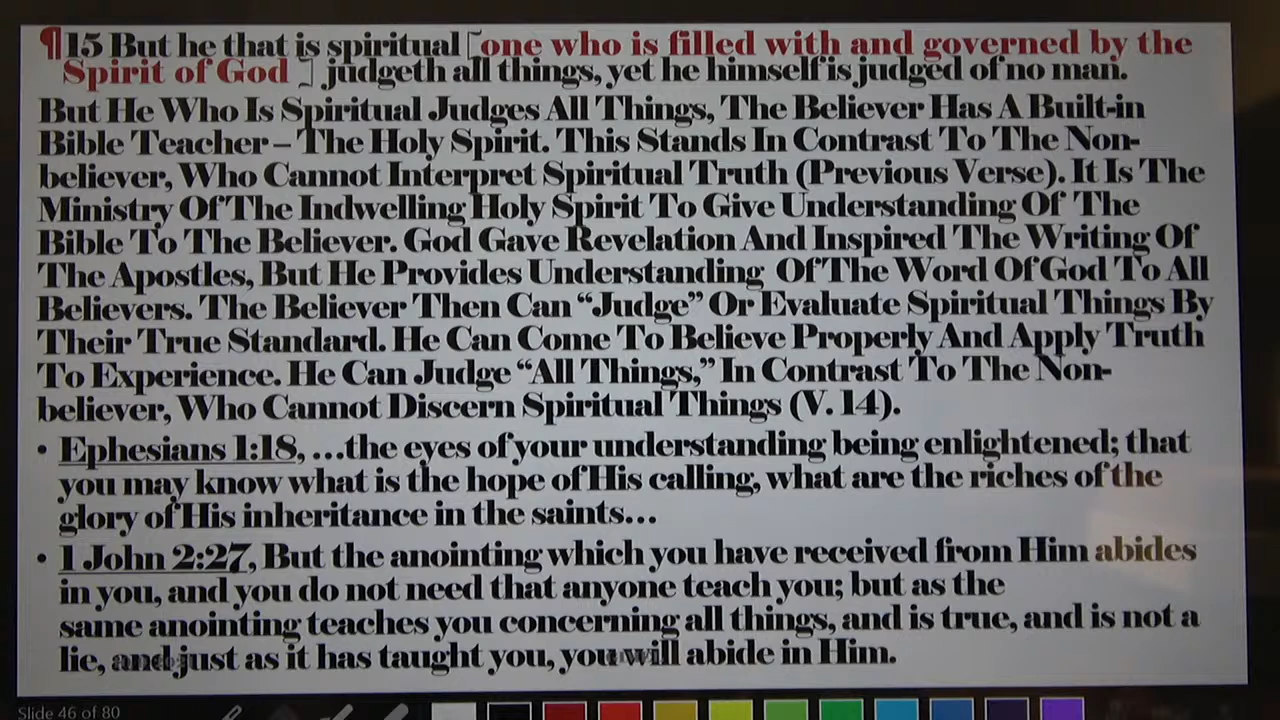 ¶15 But he that is spiritual [one who is filled with and governed by the
Spirit of God ] judgeth all things, yet he himself is judged of no man.
But He Who Is Spiritual Judges All Things, The Believer Has A Built-in
Bible Teacher – The Holy Spirit. This Stands In Contrast To The Non-
believer, Who Cannot Interpret Spiritual Truth (Previous Verse). It Is The
Ministry Of The Indwelling Holy Spirit To Give Understanding Of The
Bible To The Believer. God Gave Revelation And Inspired The Writing Of
The Apostles, But He Provides Understanding Of The Word Of God To All
Believers. The Believer Then Can “Judge” Or Evaluate Spiritual Things By
Their True Standard. He Can Come To Believe Properly And Apply Truth
To Experience. He Can Judge “All Things,” In Contrast To The Non-
believer, Who Cannot Discern Spiritual Things (V. 14).
• Ephesians 1:18, …the eyes of your understanding being enlightened; that
you may know what is the hope of His calling, what are the riches of the
glory of His inheritance in the saints…
• 1 John 2:27, But the anointing which you have received from Him abides
in you, and you do not need that anyone teach you; but as the
same anointing teaches you concerning all things, and is true, and is not a
lie, and just as it has taught you, you will abide in Him.
Slide 46 of 80